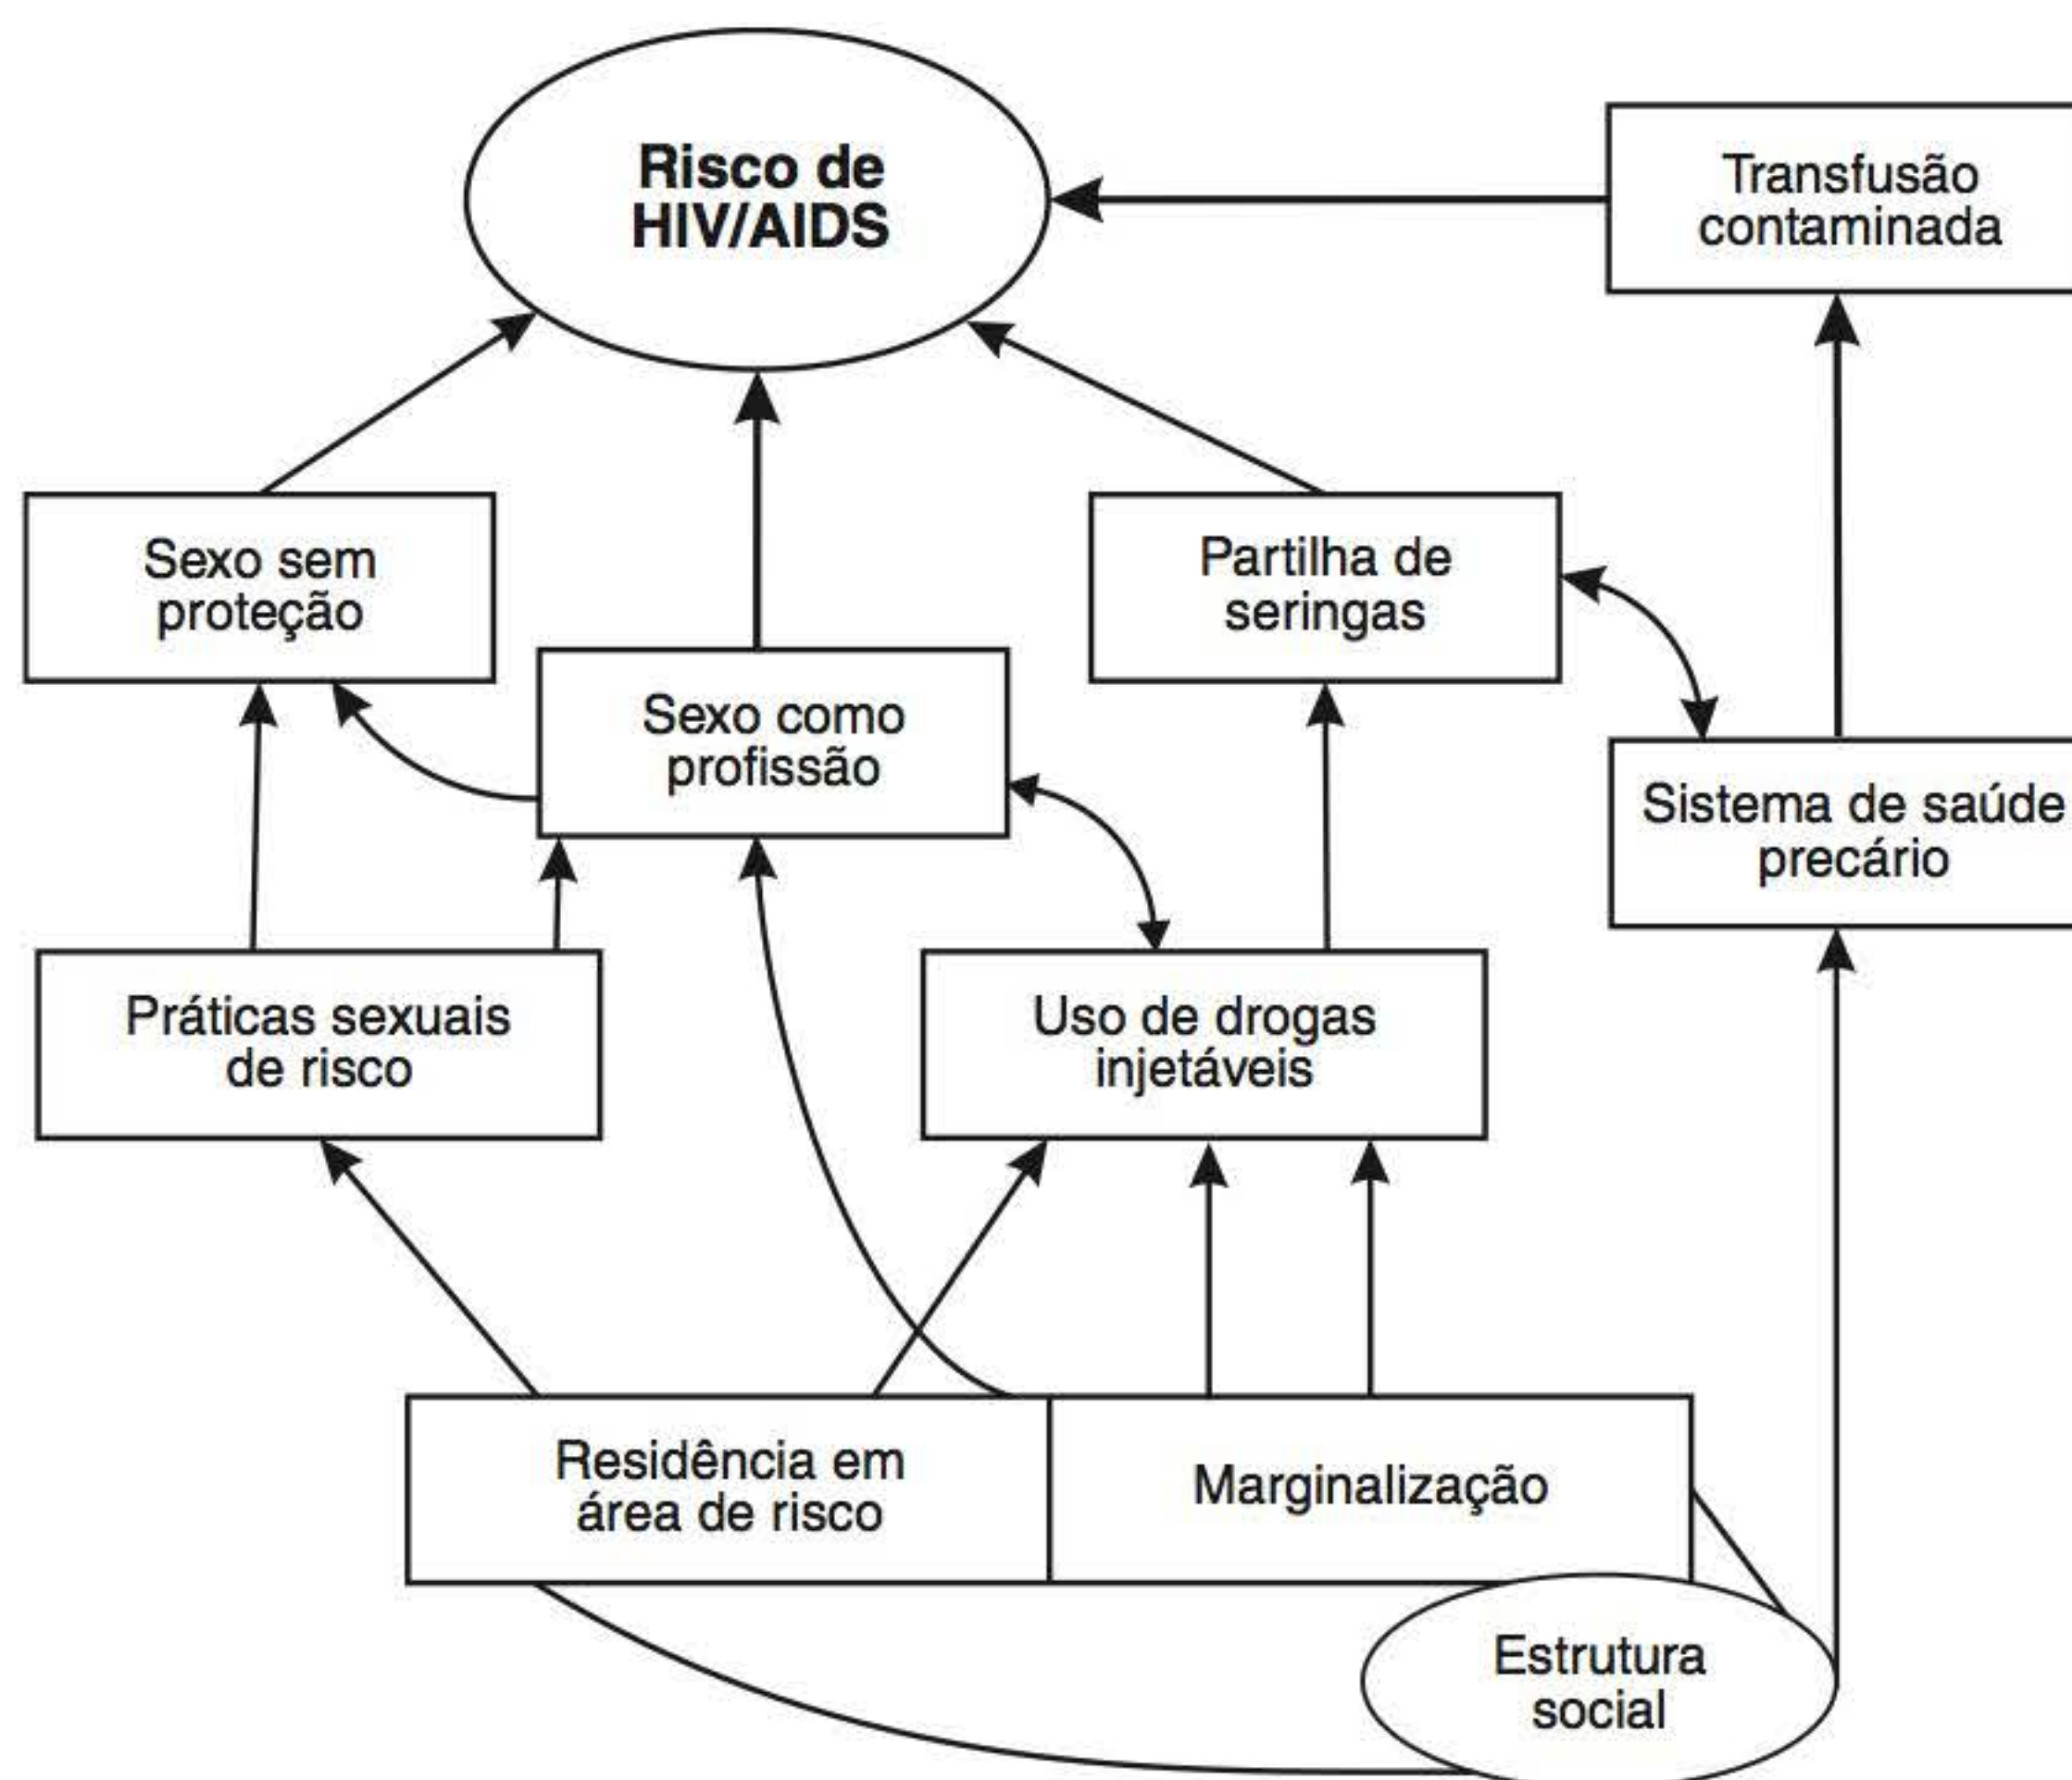 Risco de
HIV/AIDS
Transfusão
contaminada
Sexo sem
proteção
Partilha de
seringas
Sexo como
profissão
Sistema de saúde
precário
Práticas sexuais
de risco
Uso de drogas
injetáveis
Residência em
área de risco
Marginalização
Estrutura
social